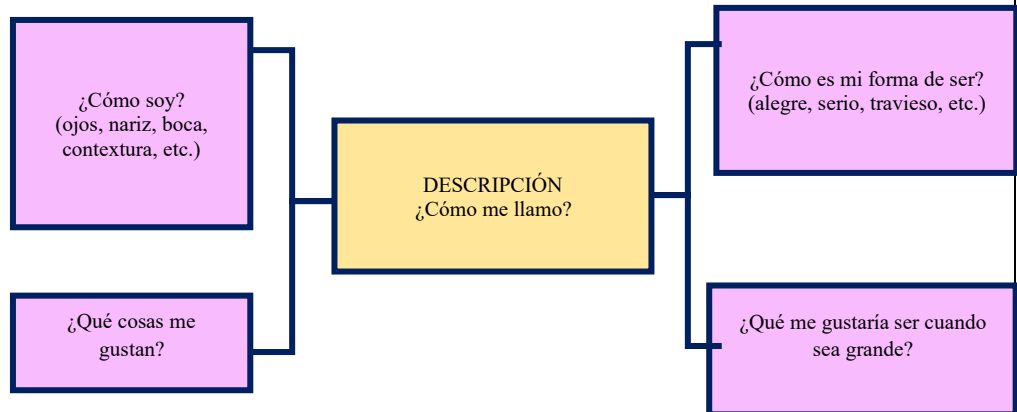 ¿Cómo soy?
(ojos, nariz, boca,
contextura, etc.)
¿Cómo es mi forma de ser?
(alegre, serio, travieso, etc.)
DESCRIPCIÓN
¿Cómo me llamo?
¿Qué cosas me
gustan?
¿Qué me gustaría ser cuando
sea grande?